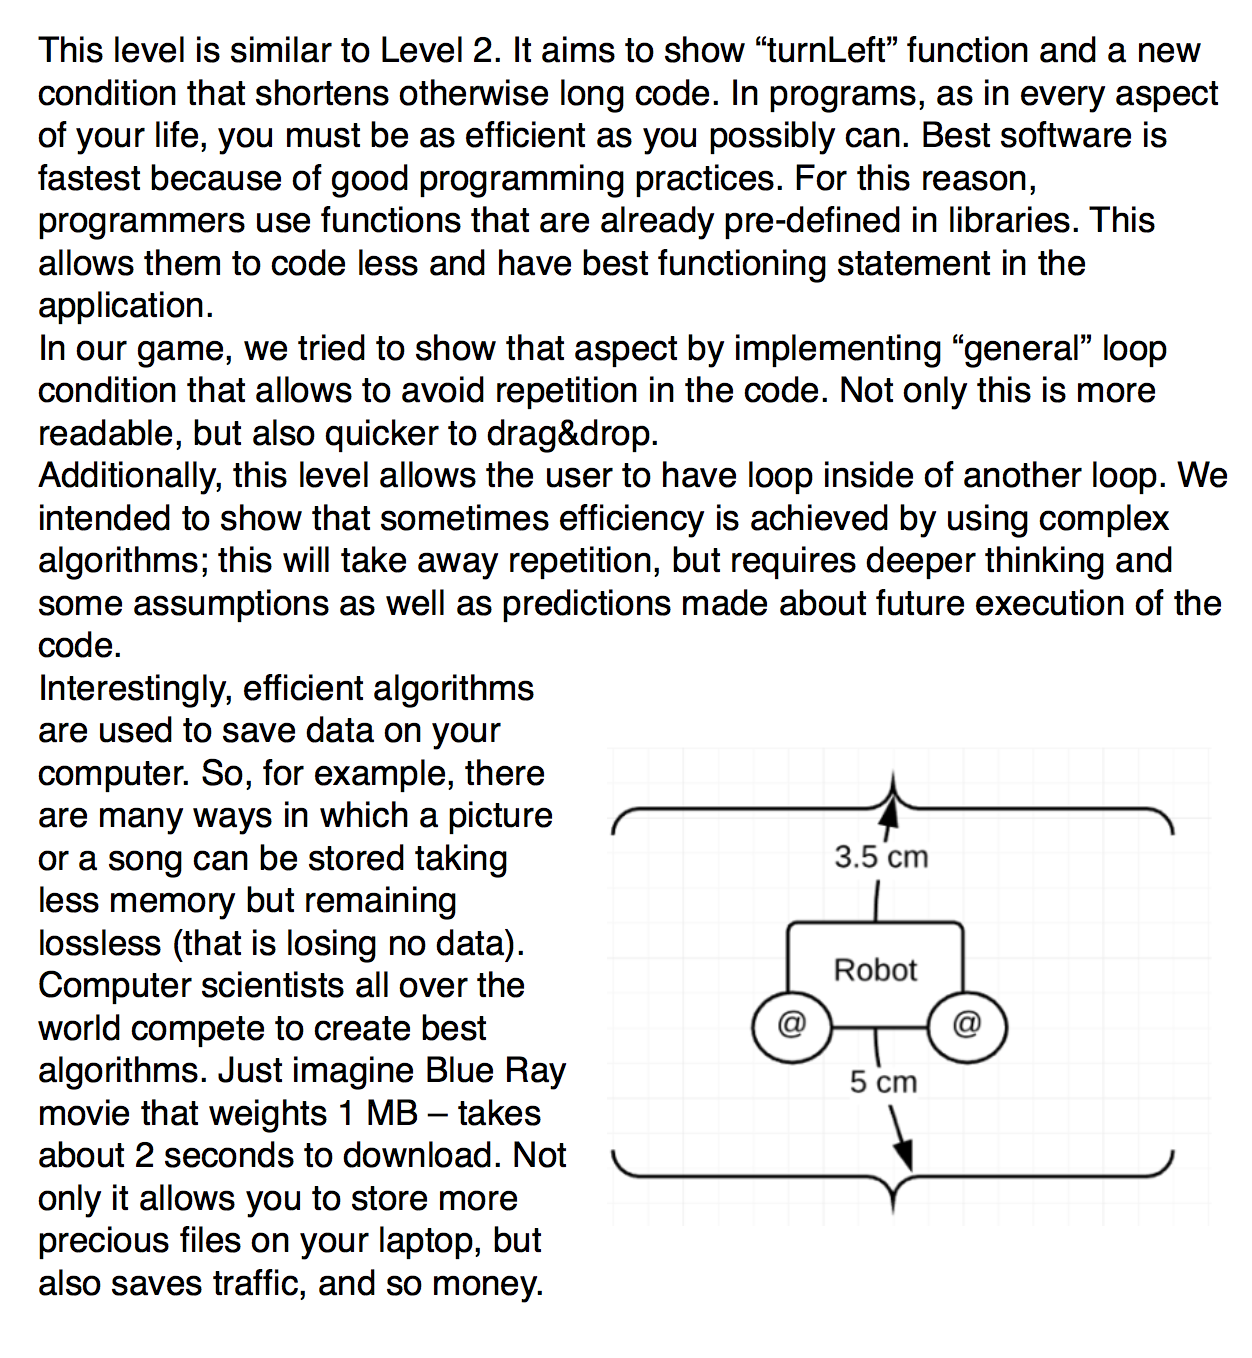 This level is similar to Level 2. It aims to show “turnLeft” function and a new
condition that shortens otherwise long code. In programs, as in every aspect
of your life, you must be as efficient as you possibly can. Best software is
fastest because of good programming practices. For this reason,
programmers use functions that are already pre-defined in libraries. This
allows them to code less and have best functioning statement in the
application.
In our game, we tried to show that aspect by implementing “general” loop
condition that allows to avoid repetition in the code. Not only this is more
readable, but also quicker to drag&drop.
Additionally, this level allows the user to have loop inside of another loop. We
intended to show that sometimes efficiency is achieved by using complex
algorithms; this will take away repetition, but requires deeper thinking and
some assumptions as well as predictions made about future execution of the
code.
Interestingly, efficient algorithms
are used to save data on your
computer. So, for example, there
are many ways in which a picture
or a song can be stored taking
less memory but remaining
lossless (that is losing no data).
Computer scientists all over the
world compete to create best
algorithms. Just imagine Blue Ray
movie that weights 1 MB – takes
about 2 seconds to download. Not
only it allows you to store more
precious files on your laptop, but
also saves traffic, and so money.
3.5 cm
Robot
@ @
5 cm